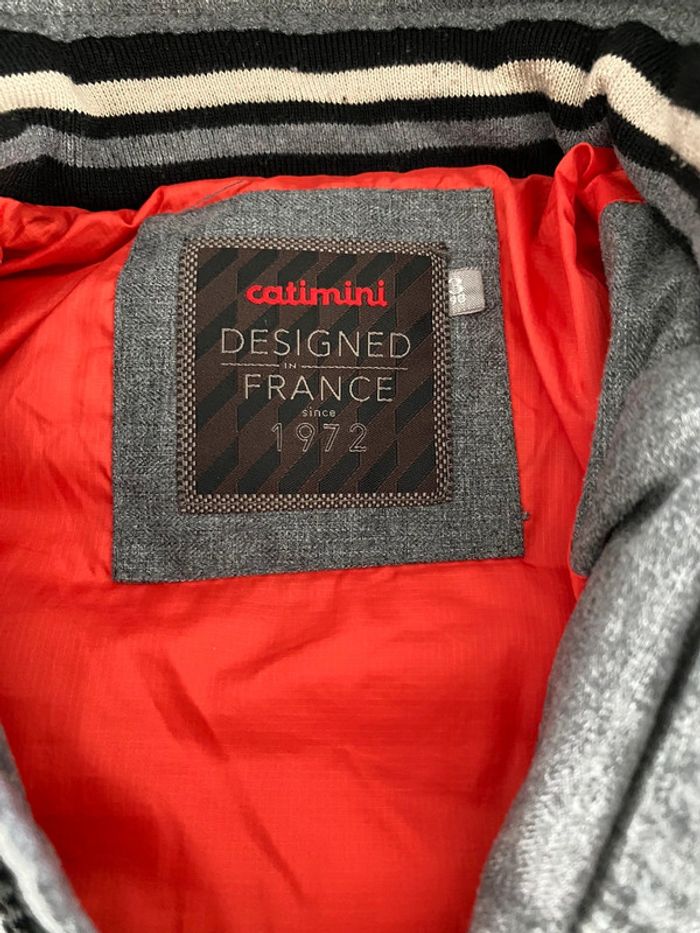 catimini
DESIGNED
IN
FRANCE
since
1972